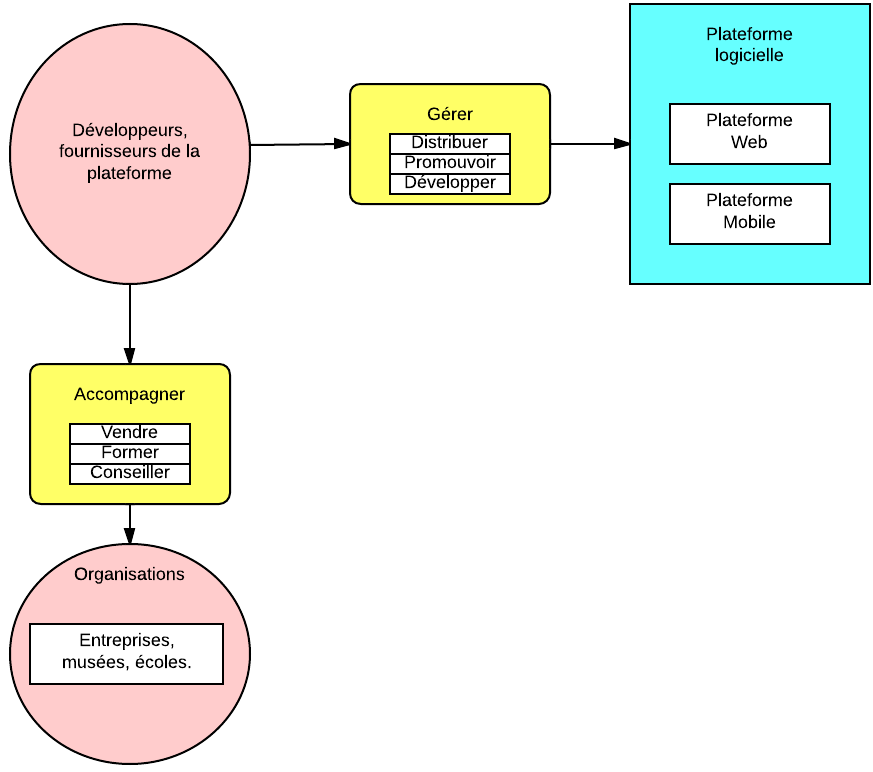 Développeurs,
fournisseurs de la
plateforme
Gérer
Distribuer
Promouvoir
Développer
Plateforme
logicielle
Plateforme
Web
Plateforme
Mobile
Accompagner
Vendre
Former
Conseiller
Organisations
Entreprises,
musées, écoles.